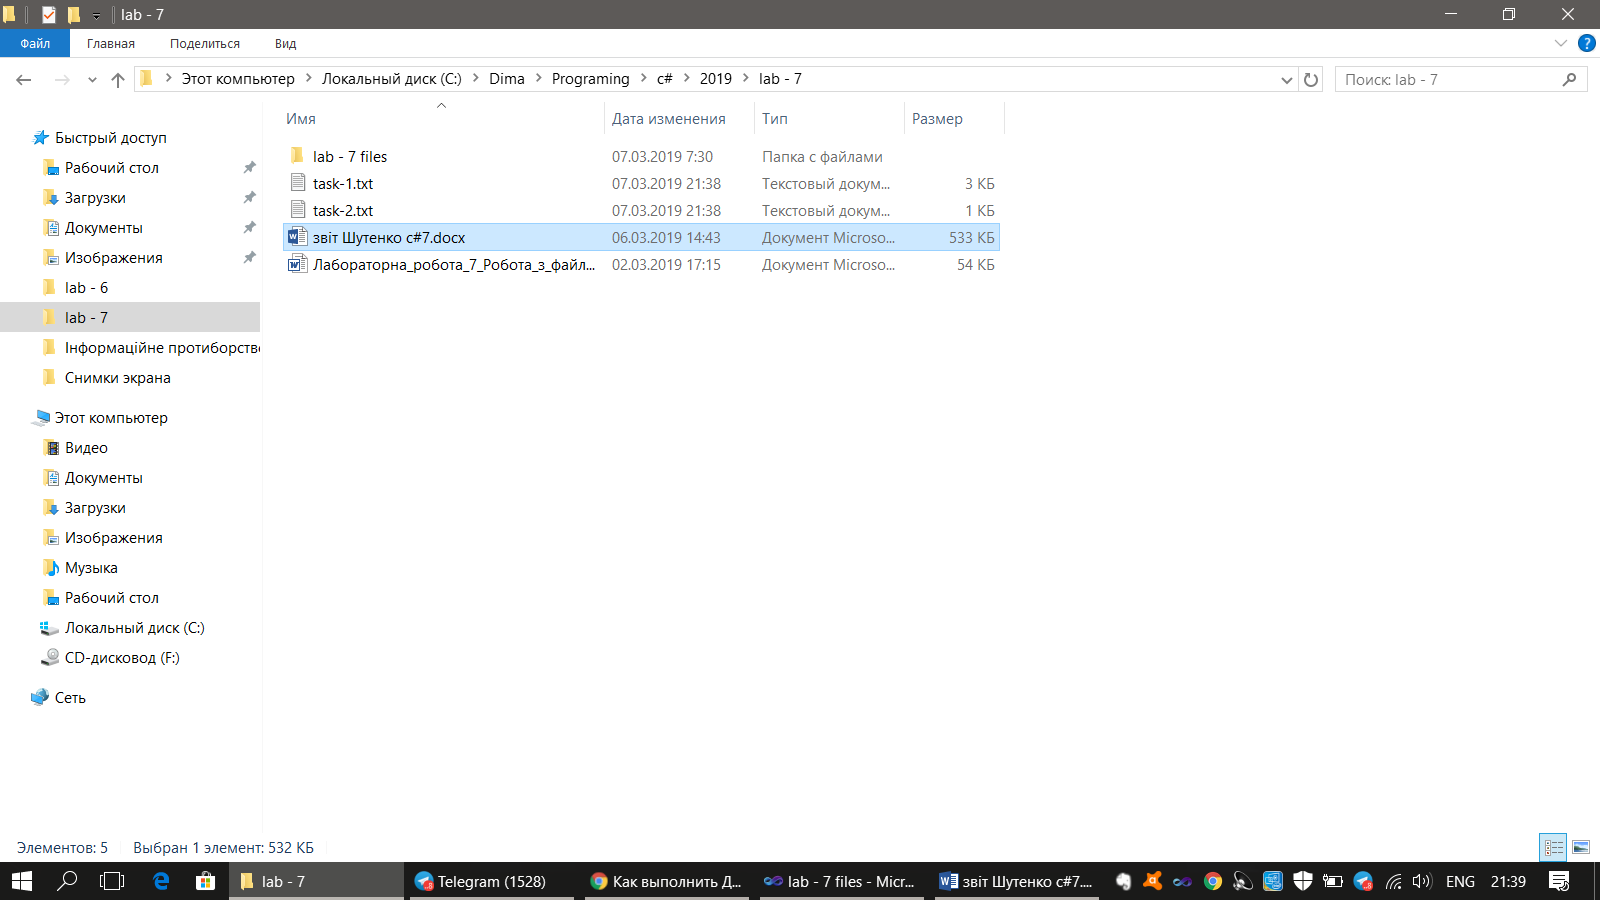 lab - 7
Файл Главная Поделиться Вид
Этот компьютер Локальный диск (C:) Dima Programing c# 2019 lab - 7
Поиск: lab - 7
Имя Дата изменения Тип Размер
lab - 7 files 07.03.2019 7:30 Папка с файлами
task-1.txt 07.03.2019 21:38 Текстовый докум... 3 КБ
task-2.txt 07.03.2019 21:38 Текстовый докум... 1 КБ
звіт Шутенко c#7.docx 06.03.2019 14:43 Документ Microso... 533 КБ
Лабораторна_робота_7_Робота_з_файл... 02.03.2019 17:15 Документ Microso... 54 КБ
Быстрый доступ
Рабочий стол
Загрузки
Документы
Изображения
lab - 6
lab - 7
Інформаційне протиборств
Снимки экрана
Этот компьютер
Видео
Документы
Загрузки
Изображения
Музыка
Рабочий стол
Локальный диск (C:)
CD-дисковод (F:)
Сеть
Элементов: 5 Выбран 1 элемент: 532 КБ
lab - 7 Telegram (1528) Как выполнить Д... lab - 7 files - Micr... звіт Шутенко c#7.... ENG 21:39